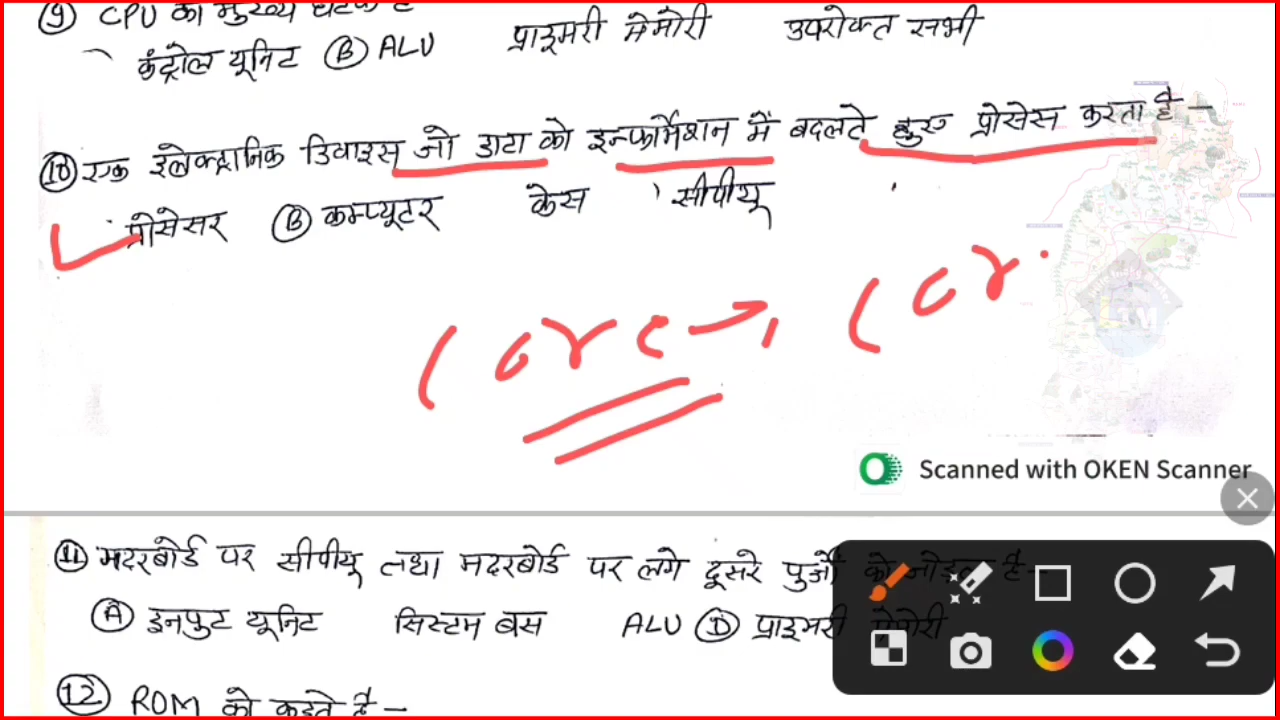 ⑨ CPU का मुख्य घटक है
कंट्रोल यूनिट Ⓑ ALU प्राइमरी मेमोरी उपरोक्त सभी
⑩ एक इलेक्ट्रानिक डिवाइस जो डाटा को इन्फार्मेशन में बदलते हुए प्रोसेस करता है -
प्रोसेसर Ⓑ कम्प्यूटर केस सीपीयू
Scanned with OKEN Scanner
⑪ मदरबोर्ड पर सीपीयू तथा मदरबोर्ड पर लगे दूसरे पुर्जों को जोड़ता है -
Ⓐ इनपुट यूनिट सिस्टम बस ALU Ⓓ प्राइमरी मेमोरी
⑫ ROM को कहते है -